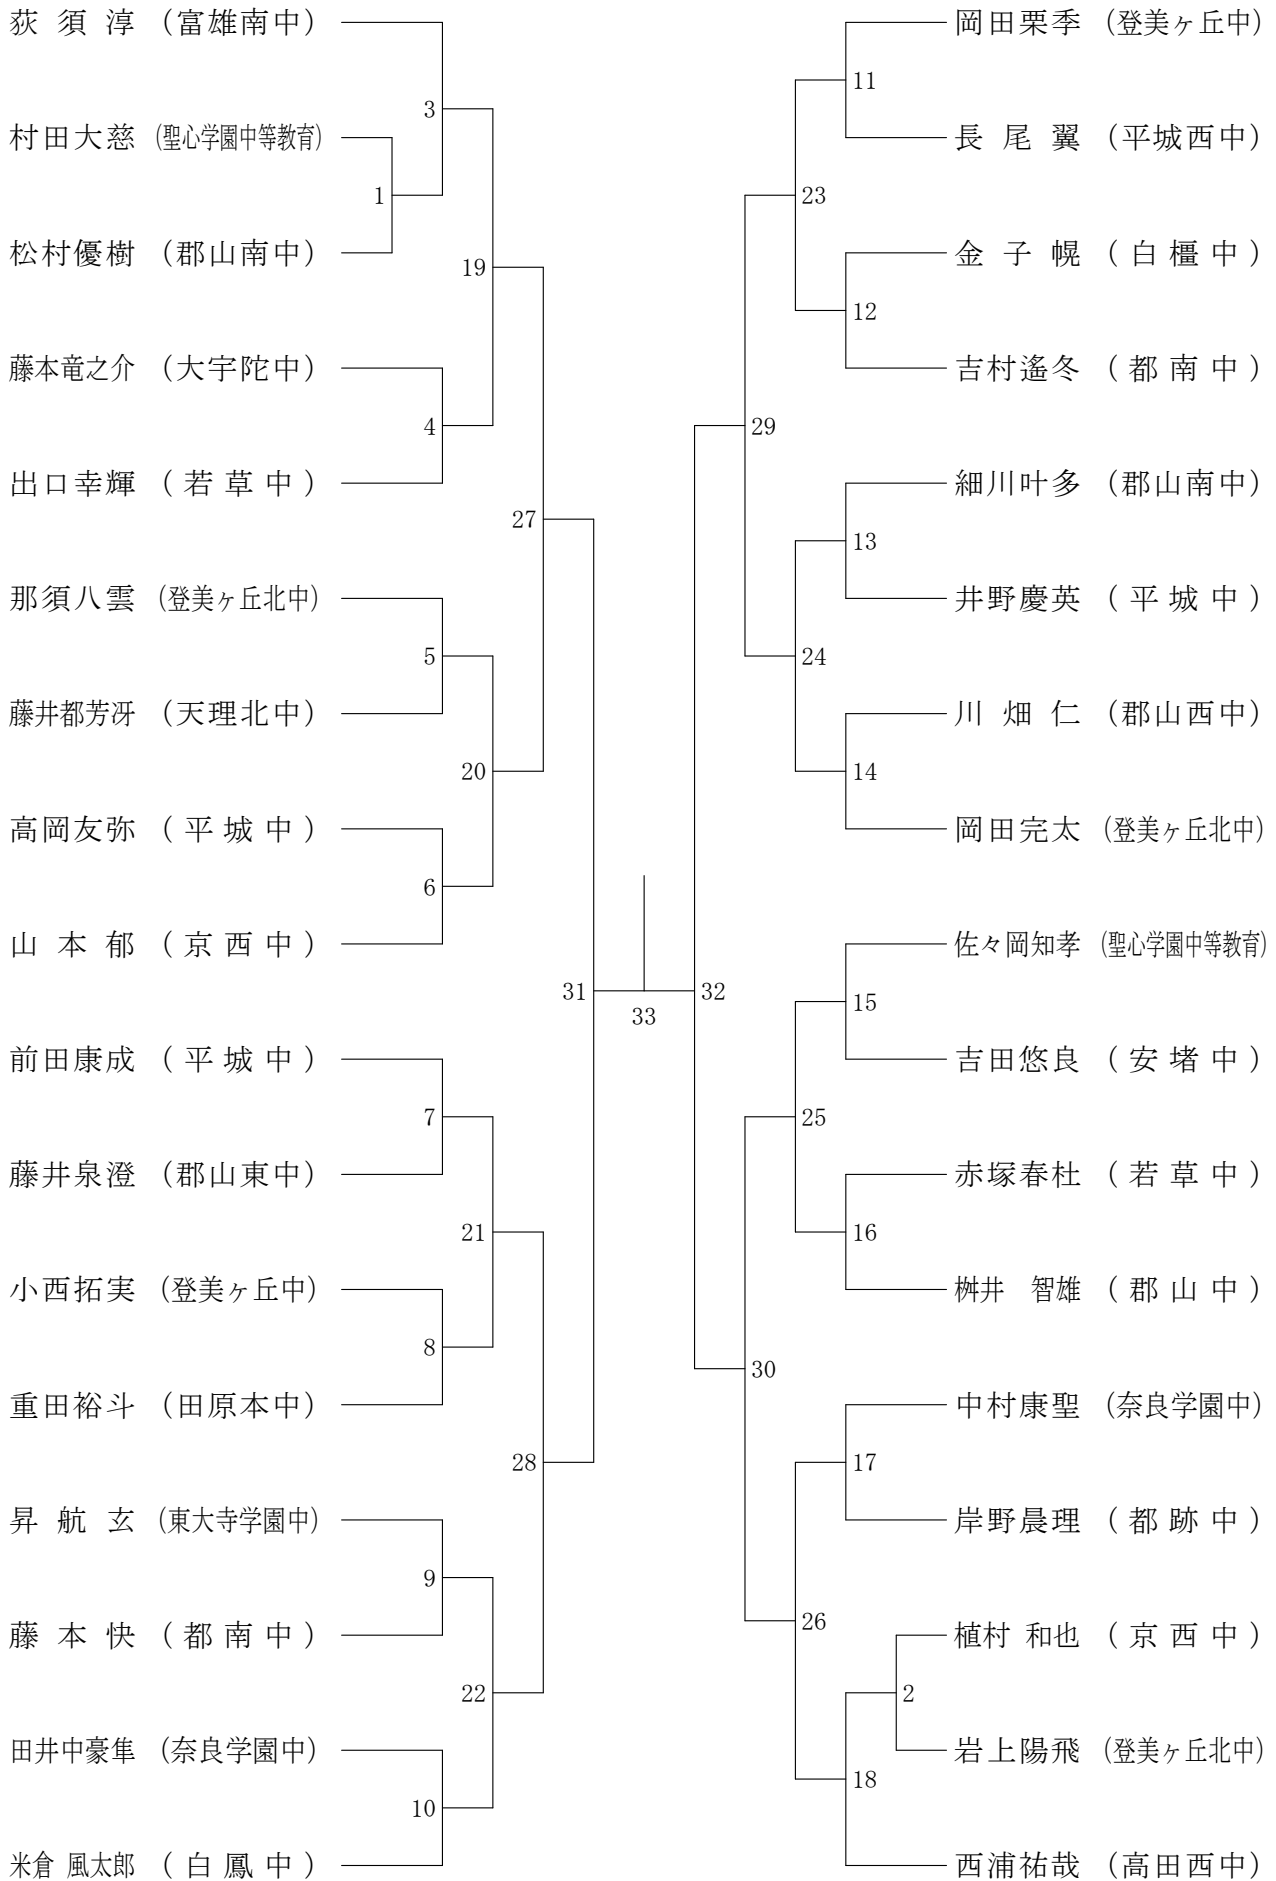 荻須淳 (富雄南中)
村田大慈 (聖心学園中等教育)
松村優樹 (郡山南中)
藤本竜之介 (大宇陀中)
出口幸輝 (若草中)
那須八雲 (登美ヶ丘北中)
藤井都芳冴 (天理北中)
高岡友弥 (平城中)
山本郁 (京西中)
前田康成 (平城中)
藤井泉澄 (郡山東中)
小西拓実 (登美ヶ丘中)
重田裕斗 (田原本中)
昇航玄 (東大寺学園中)
藤本快 (都南中)
田井中豪隼 (奈良学園中)
米倉 風太郎 (白鳳中)
1
3
4
5
6
7
8
9
10
19
20
21
22
27
28
31
33
32
29
30
23
24
25
26
11
12
13
14
15
16
17
2
18
岡田栗季 (登美ヶ丘中)
長尾翼 (平城西中)
金子幌 (白橿中)
吉村遙冬 (都南中)
細川叶多 (郡山南中)
井野慶英 (平城中)
川畑仁 (郡山西中)
岡田完太 (登美ヶ丘北中)
佐々岡知孝 (聖心学園中等教育)
吉田悠良 (安堵中)
赤塚春杜 (若草中)
桝井 智雄 (郡山中)
中村康聖 (奈良学園中)
岸野晨理 (都跡中)
植村 和也 (京西中)
岩上陽飛 (登美ヶ丘北中)
西浦祐哉 (高田西中)